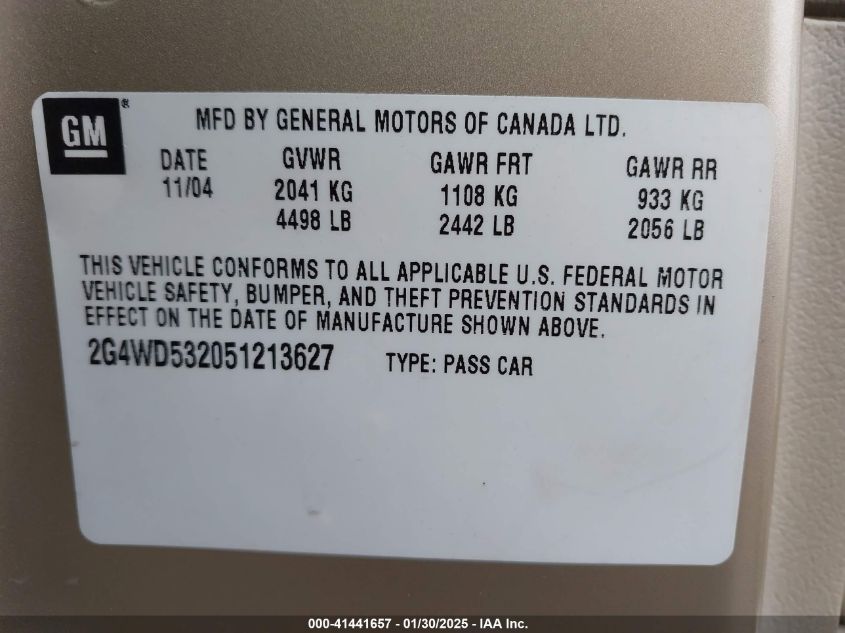 GM ®
MFD BY GENERAL MOTORS OF CANADA LTD.
DATE GVWR GAWR FRT GAWR RR
11/04 2041 KG 1108 KG 933 KG
4498 LB 2442 LB 2056 LB
THIS VEHICLE CONFORMS TO ALL APPLICABLE U.S. FEDERAL MOTOR
VEHICLE SAFETY, BUMPER, AND THEFT PREVENTION STANDARDS IN
EFFECT ON THE DATE OF MANUFACTURE SHOWN ABOVE.
2G4WD532051213627 TYPE: PASS CAR
000-41441657 - 01/30/2025 - IAA Inc.